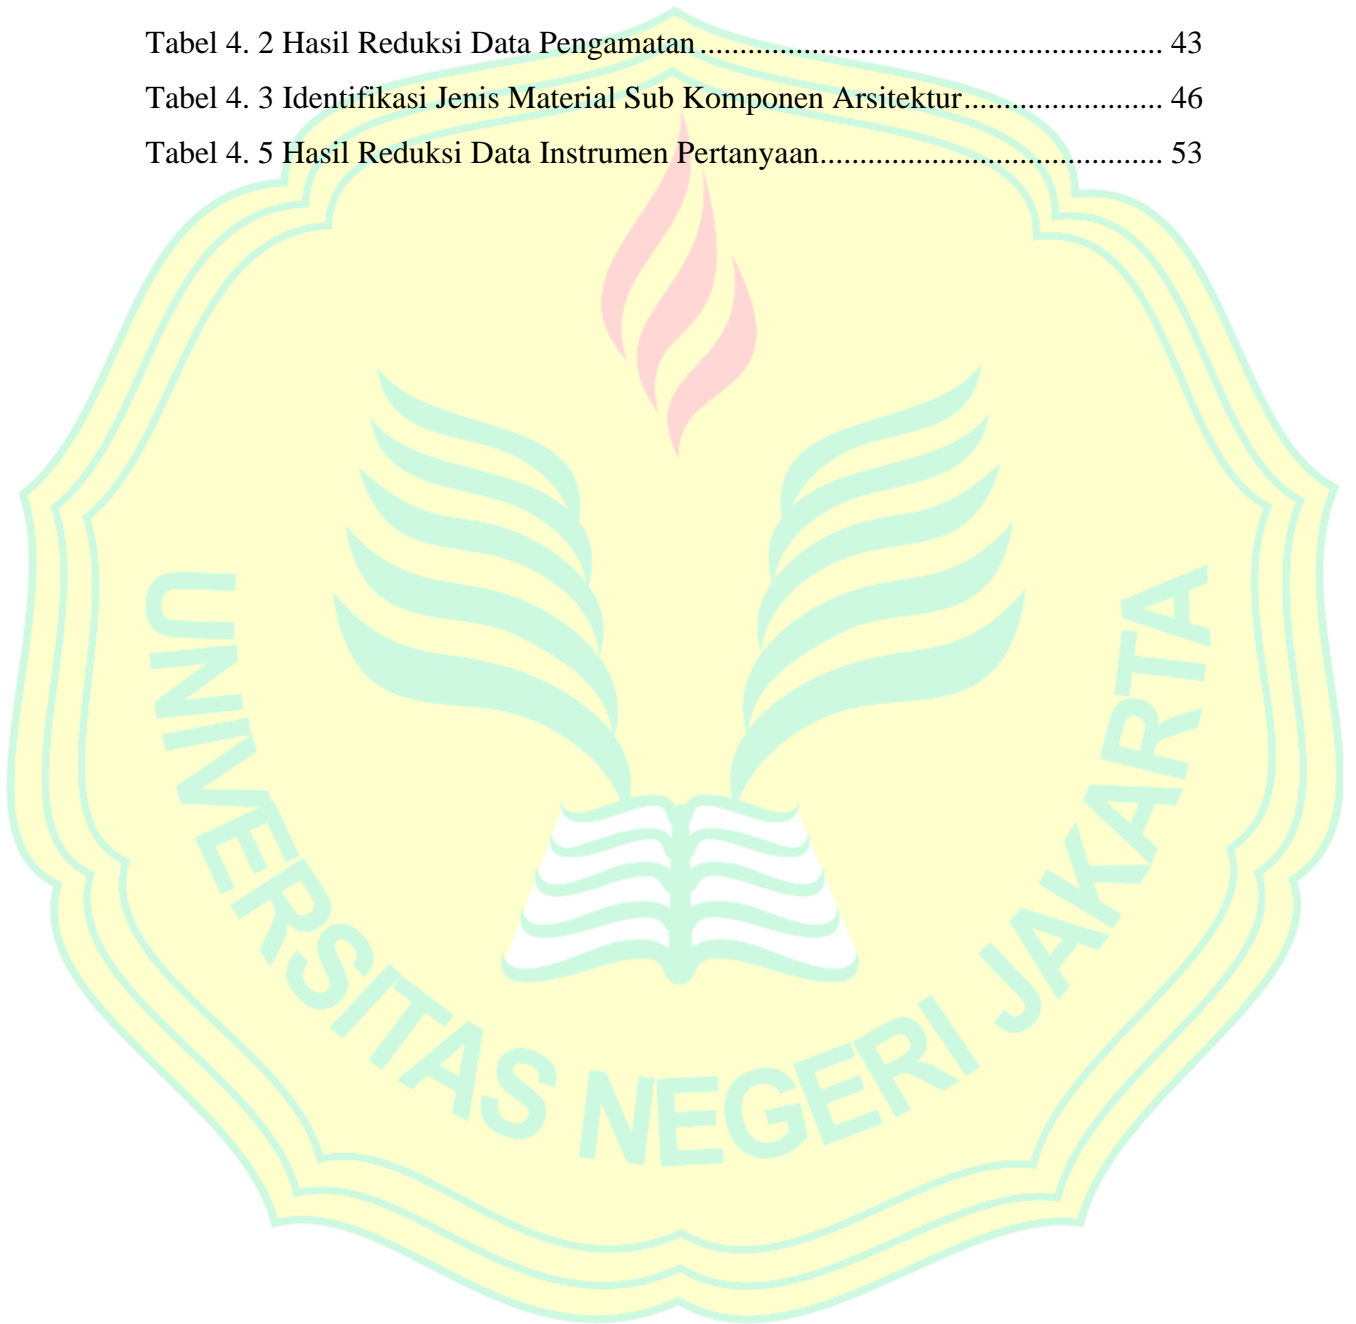 Tabel 4. 2 Hasil Reduksi Data Pengamatan .......................................................... 43
Tabel 4. 3 Identifikasi Jenis Material Sub Komponen Arsitektur......................... 46
Tabel 4. 5 Hasil Reduksi Data Instrumen Pertanyaan........................................... 53
UNIVERSITAS NEGERI JAKARTA